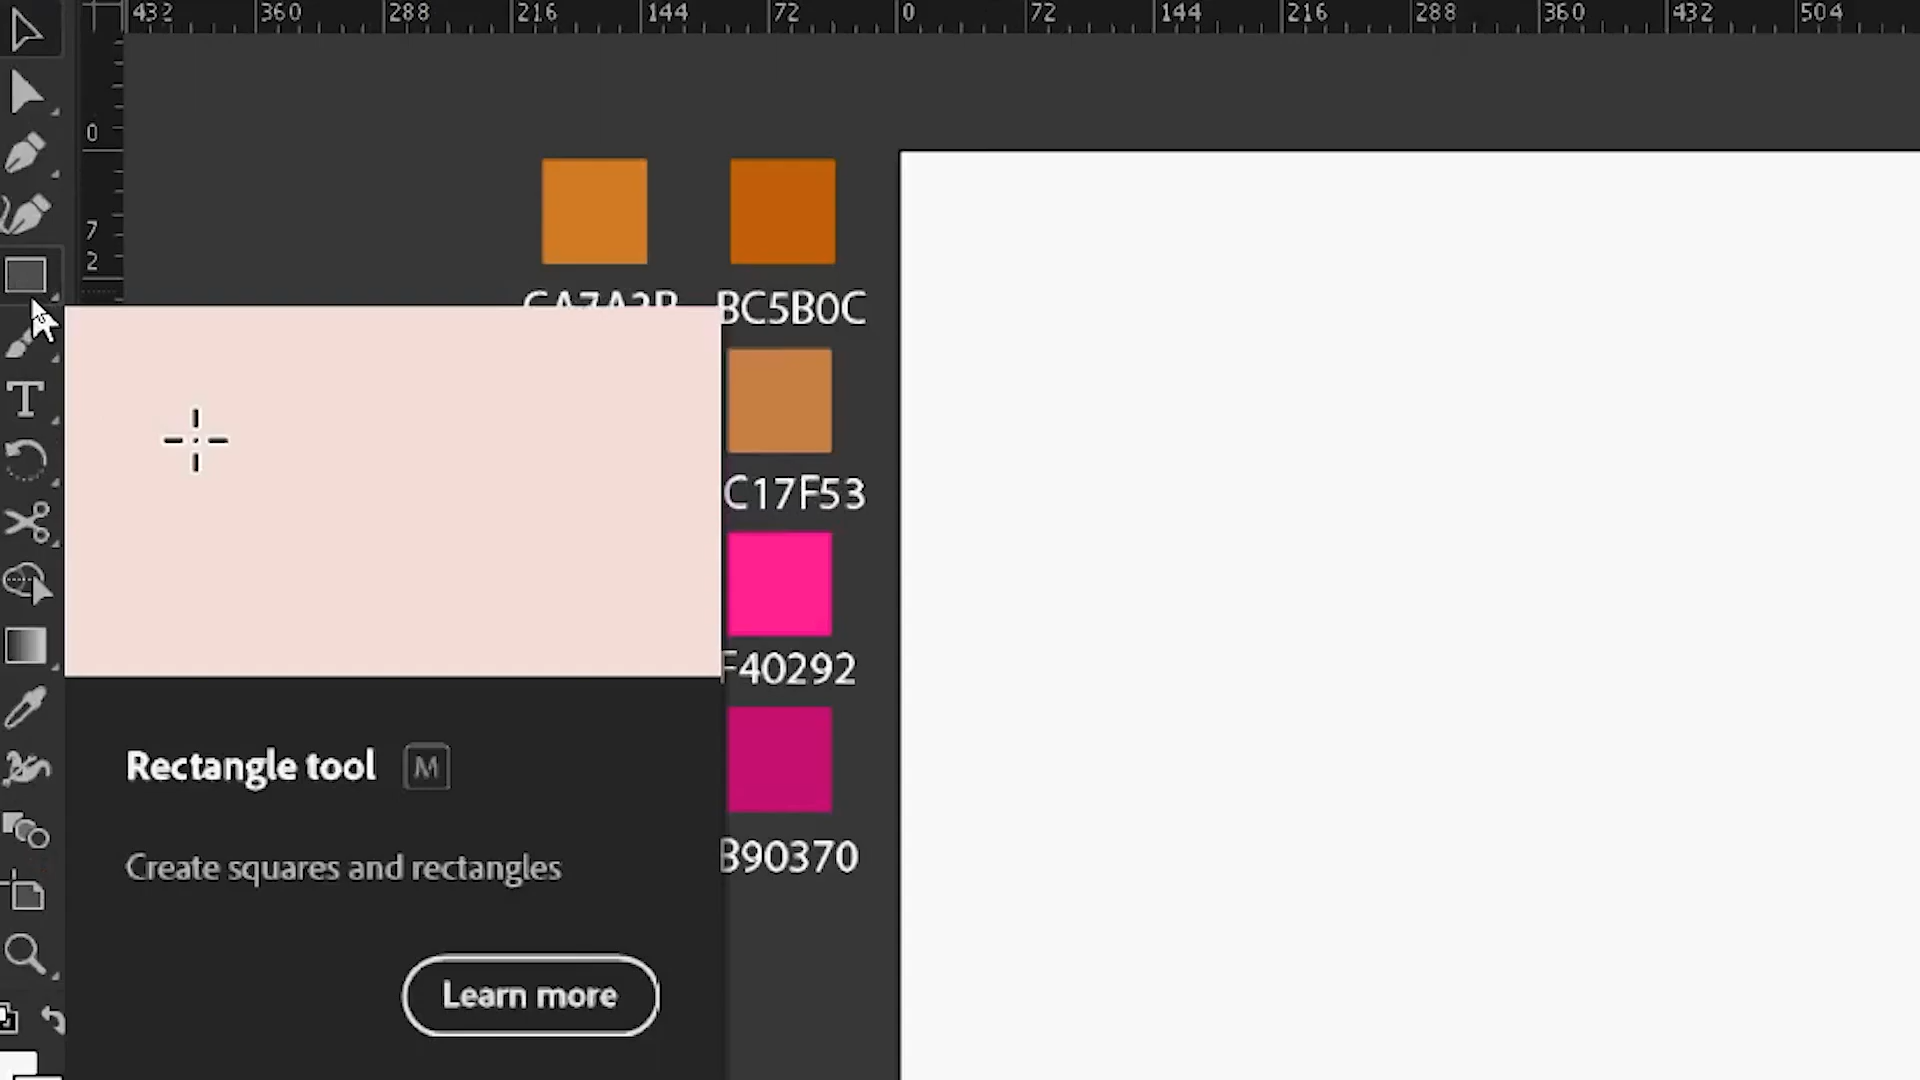 432 360 288 216 144 72 0 72 144 216 288 360 432 504
0
7
2
BC5B0C
C17F53
F40292
B90370
Rectangle tool M
Create squares and rectangles
Learn more